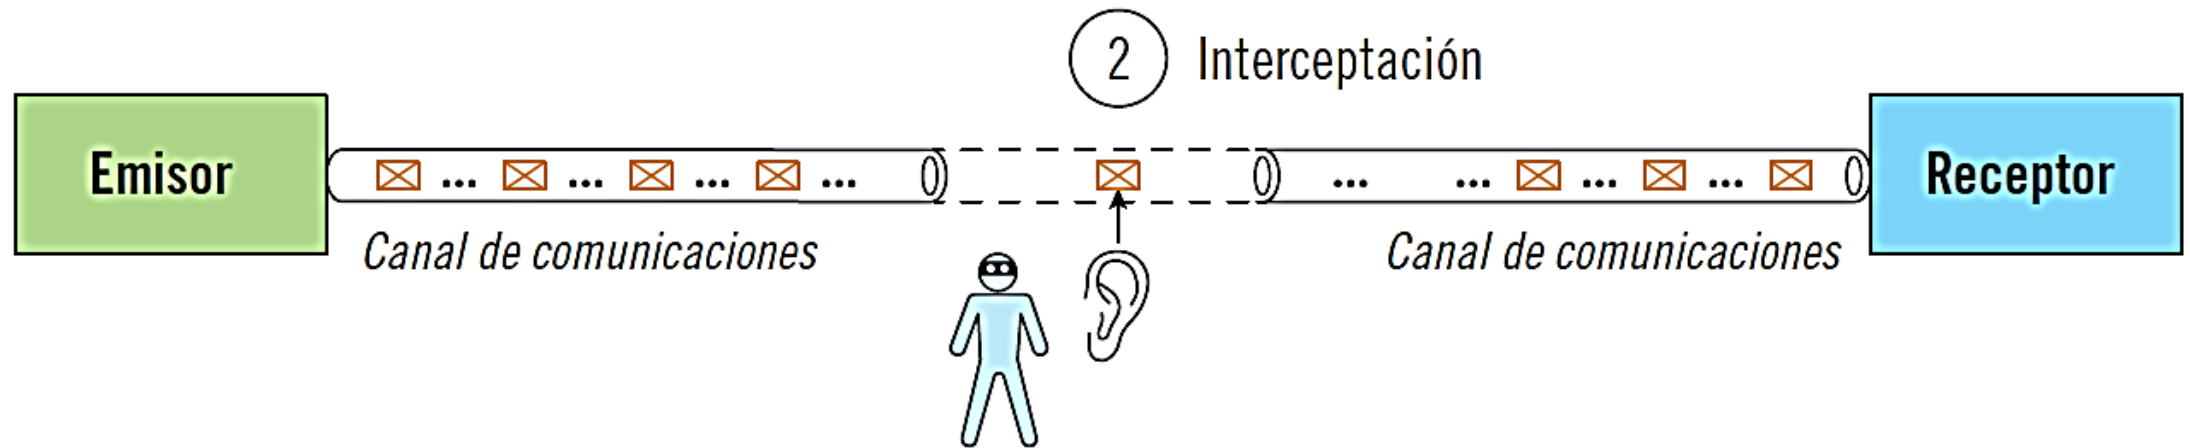 2 Interceptación
Emisor
... ... ... ... ... ... ... ...
Receptor
Canal de comunicaciones
Canal de comunicaciones